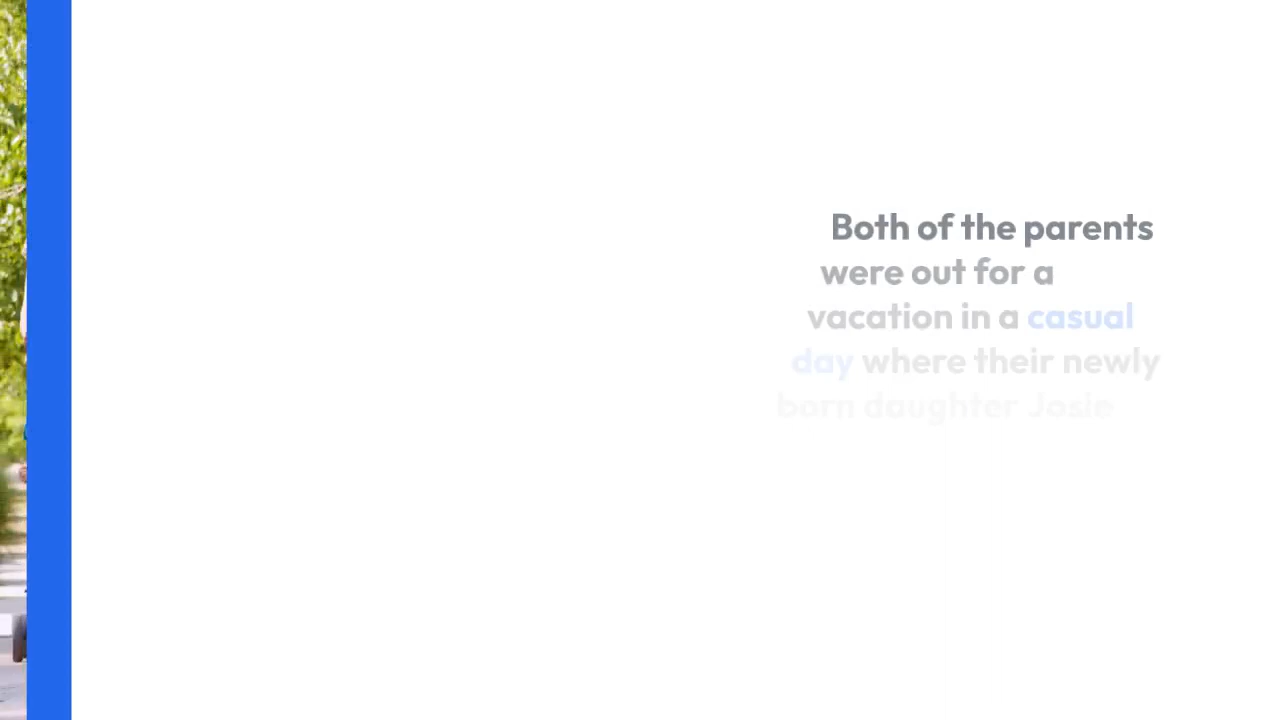 Both of the parents
were out for a
vacation in a casual
day where their newly
born daughter Josie